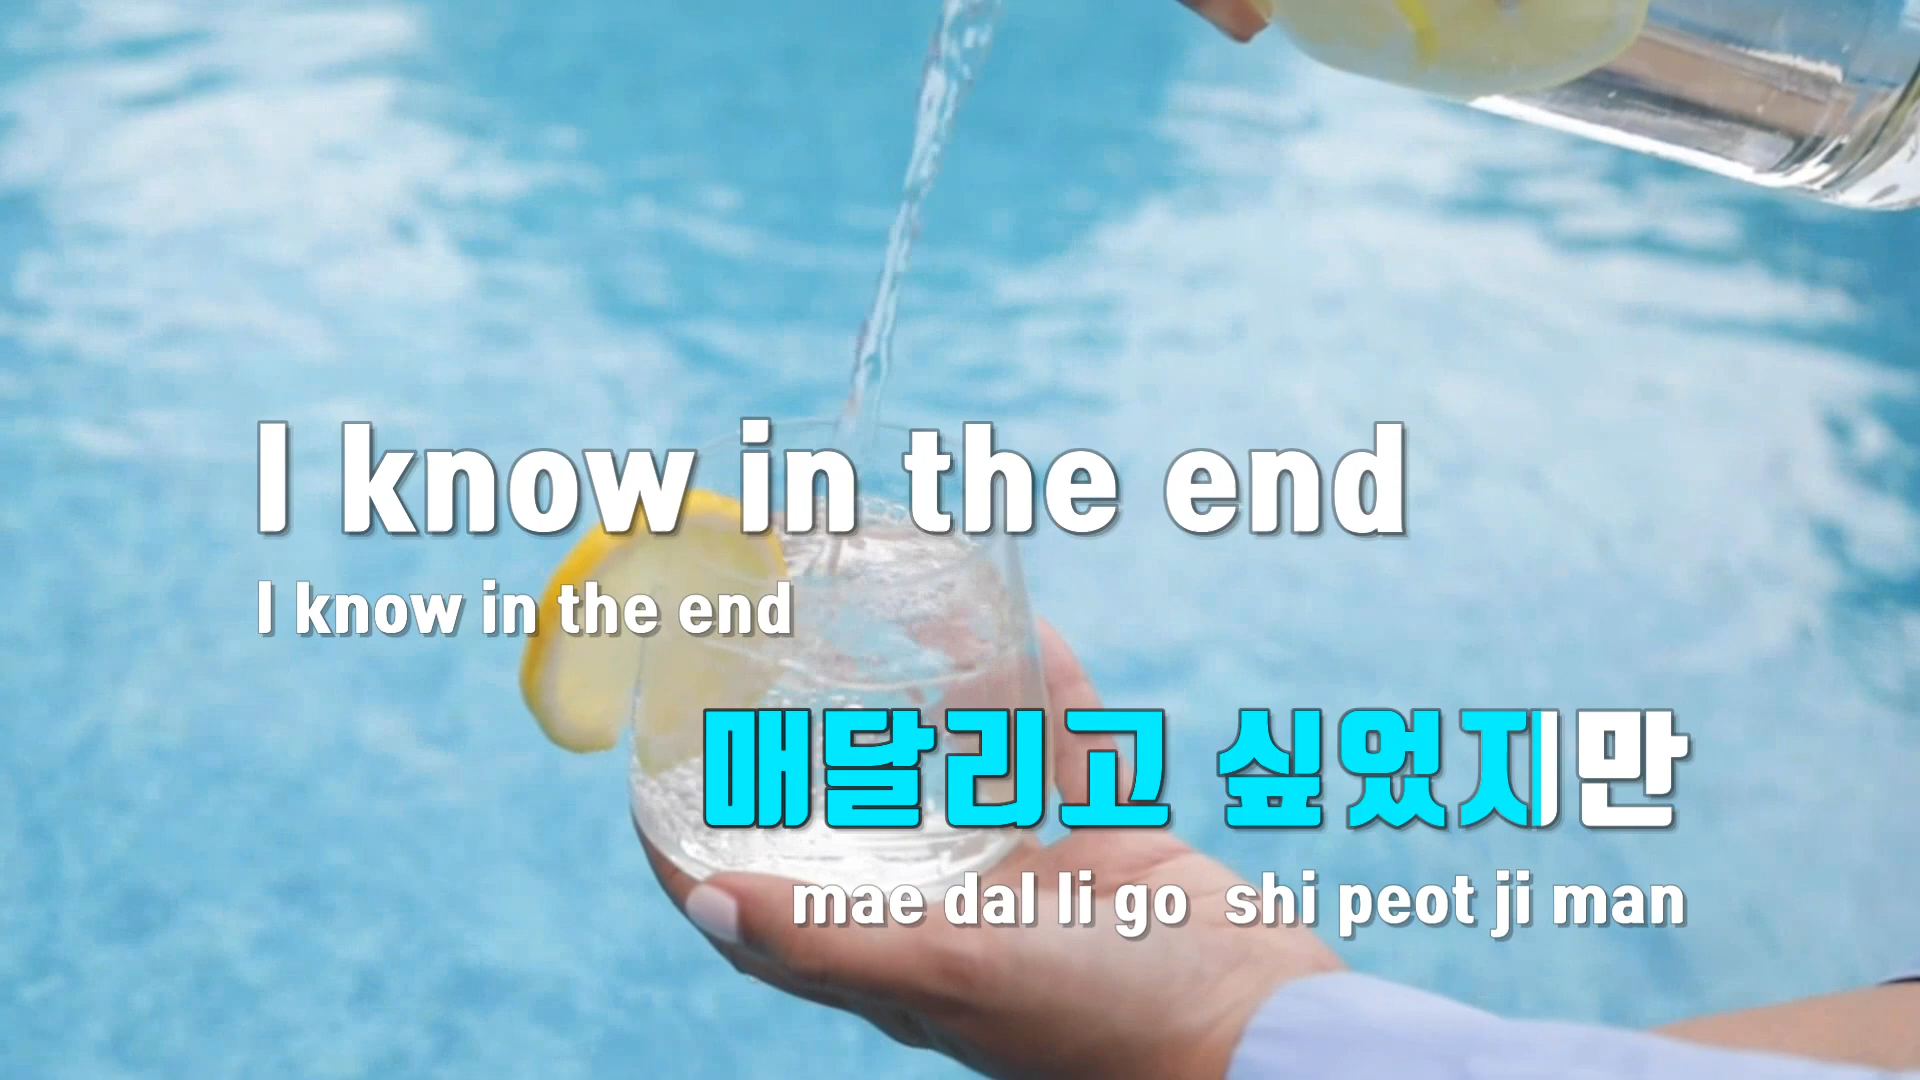 I know in the end
I know in the end
매달리고 싶었지만
mae dal li go shi peot ji man